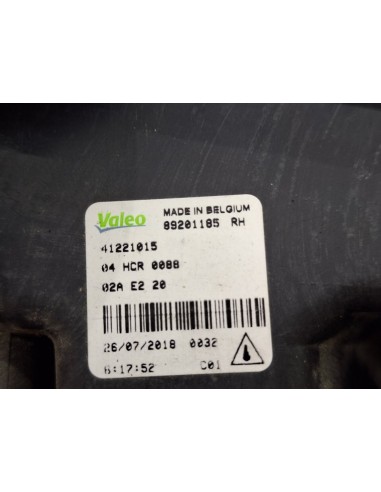 Valeo MADE IN BELGIUM
89201185 RH
41221015
04 HCR 0088
02A E2 20
26/07/2018 0032
6:17:52 C01